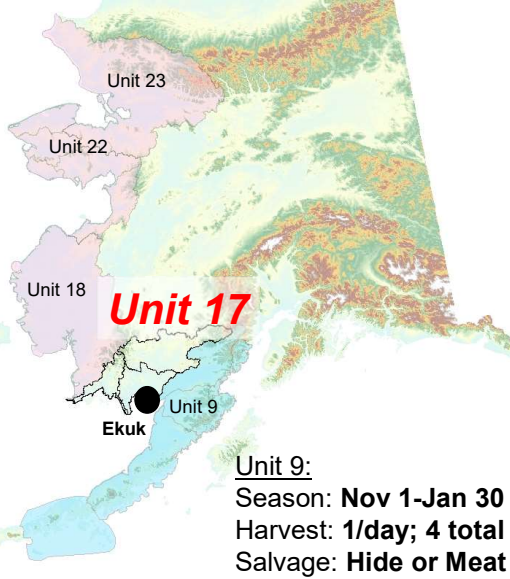 Unit 23
Unit 22
Unit 18
Unit 17
Unit 9
Ekuk
Unit 9:
Season: Nov 1-Jan 30
Harvest: 1/day; 4 total
Salvage: Hide or Meat